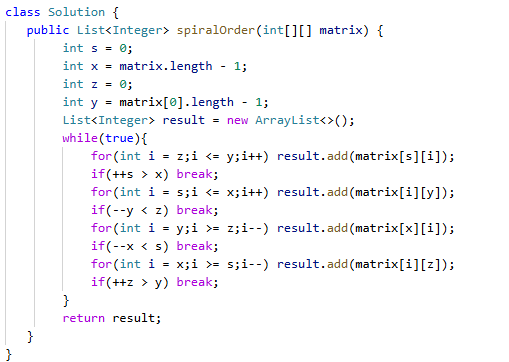 class Solution {
public List<Integer> spiralOrder(int[][] matrix) {
int s = 0;
int x = matrix.length - 1;
int z = 0;
int y = matrix[0].length - 1;
List<Integer> result = new ArrayList<>();
while(true){
for(int i = z;i <= y;i++) result.add(matrix[s][i]);
if(++s > x) break;
for(int i = s;i <= x;i++) result.add(matrix[i][y]);
if(--y < z) break;
for(int i = y;i >= z;i--) result.add(matrix[x][i]);
if(--x < s) break;
for(int i = x;i >= s;i--) result.add(matrix[i][z]);
if(++z > y) break;
}
return result;
}
}